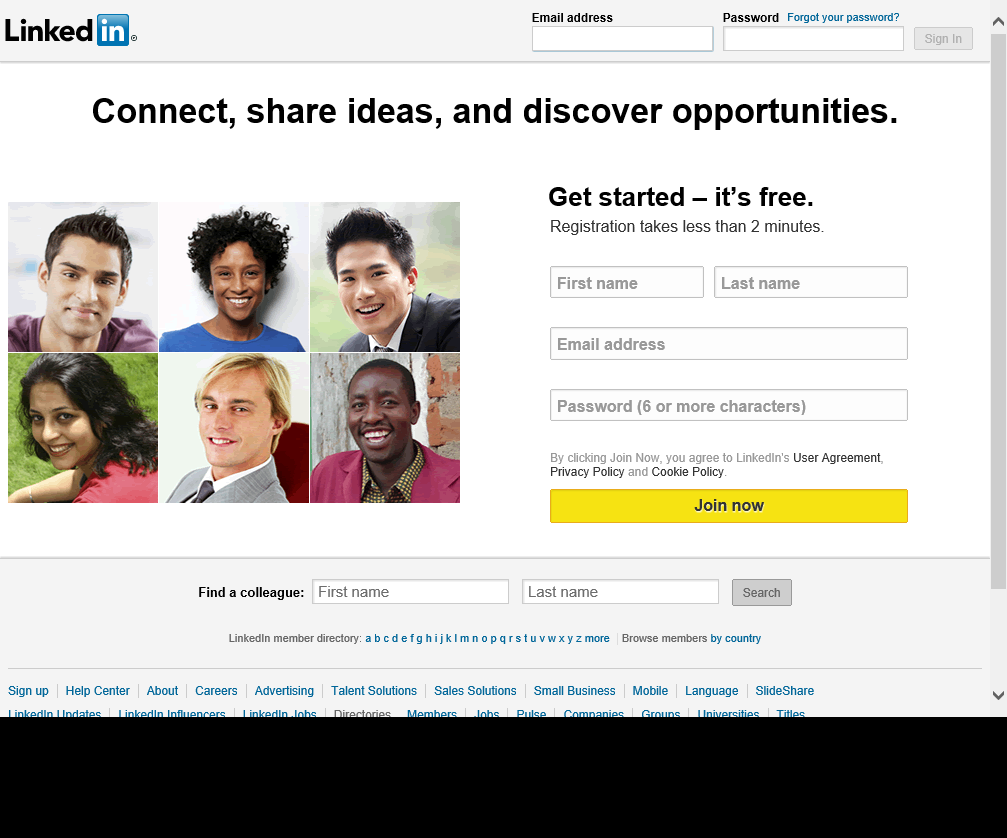 Linked in ®
Email address
Password Forgot your password?
Sign In
Connect, share ideas, and discover opportunities.
Get started – it’s free.
Registration takes less than 2 minutes.
First name Last name
Email address
Password (6 or more characters)
By clicking Join Now, you agree to LinkedIn's User Agreement,
Privacy Policy and Cookie Policy.
Join now
Find a colleague: First name Last name Search
LinkedIn member directory: a b c d e f g h i j k l m n o p q r s t u v w x y z more Browse members by country
Sign up Help Center About Careers Advertising Talent Solutions Sales Solutions Small Business Mobile Language SlideShare
LinkedIn Updates LinkedIn Influencers LinkedIn Jobs Directories Members Jobs Pulse Companies Groups Universities Titles